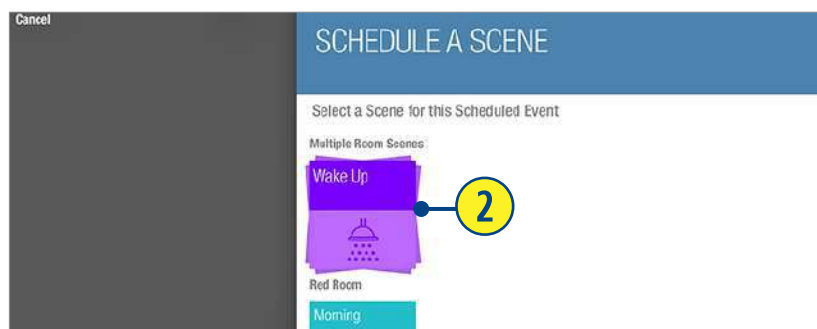 Cancel
SCHEDULE A SCENE
Select a Scene for this Scheduled Event
Multiple Room Scenes
Wake Up
2
Red Room
Morning